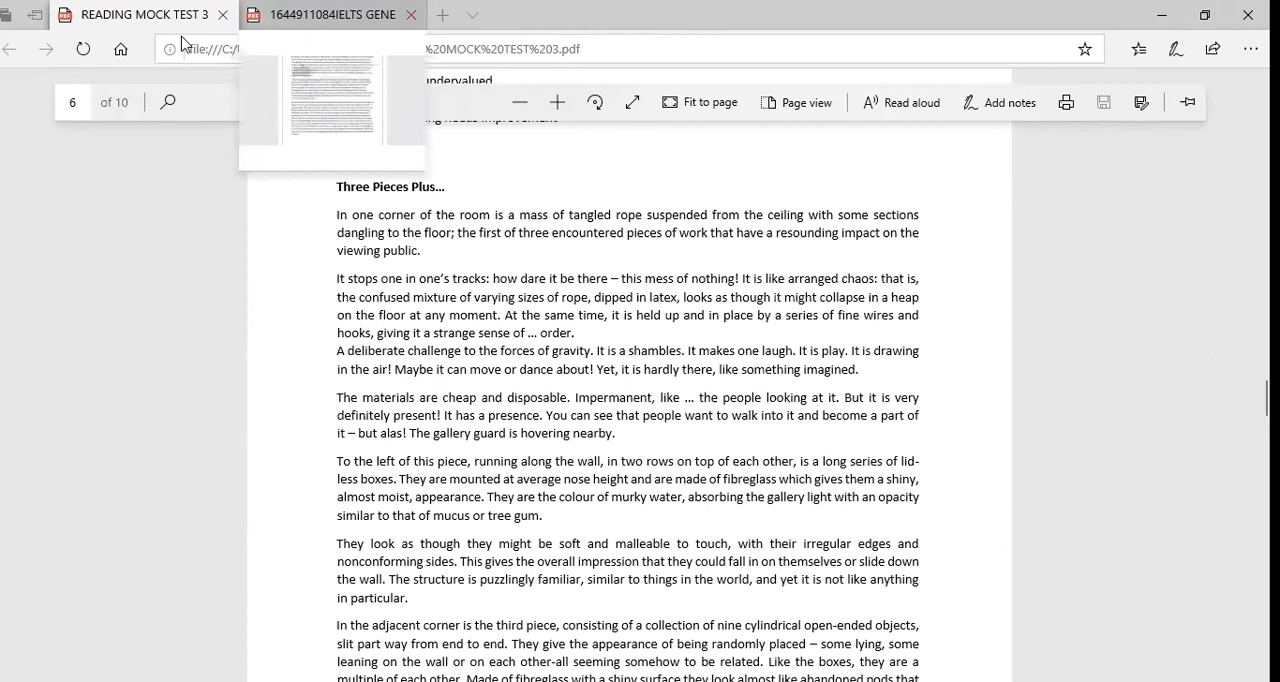 READING MOCK TEST 3
1644911084IELTS GENE
file:///C:/
%20MOCK%20TEST%203.pdf
undervalued
6 of 10
Fit to page
Page view
Read aloud
Add notes
needs improvement
Three Pieces Plus...
In one corner of the room is a mass of tangled rope suspended from the ceiling with some sections
dangling to the floor; the first of three encountered pieces of work that have a resounding impact on the
viewing public.
It stops one in one's tracks: how dare it be there – this mess of nothing! It is like arranged chaos: that is,
the confused mixture of varying sizes of rope, dipped in latex, looks as though it might collapse in a heap
on the floor at any moment. At the same time, it is held up and in place by a series of fine wires and
hooks, giving it a strange sense of ... order.
A deliberate challenge to the forces of gravity. It is a shambles. It makes one laugh. It is play. It is drawing
in the air! Maybe it can move or dance about! Yet, it is hardly there, like something imagined.
The materials are cheap and disposable. Impermanent, like ... the people looking at it. But it is very
definitely present! It has a presence. You can see that people want to walk into it and become a part of
it – but alas! The gallery guard is hovering nearby.
To the left of this piece, running along the wall, in two rows on top of each other, is a long series of lid-
less boxes. They are mounted at average nose height and are made of fibreglass which gives them a shiny,
almost moist, appearance. They are the colour of murky water, absorbing the gallery light with an opacity
similar to that of mucus or tree gum.
They look as though they might be soft and malleable to touch, with their irregular edges and
nonconforming sides. This gives the overall impression that they could fall in on themselves or slide down
the wall. The structure is puzzlingly familiar, similar to things in the world, and yet it is not like anything
in particular.
In the adjacent corner is the third piece, consisting of a collection of nine cylindrical open-ended objects,
slit part way from end to end. They give the appearance of being randomly placed – some lying, some
leaning on the wall or on each other-all seeming somehow to be related. Like the boxes, they are a
multiple of each other. Made of fibreglass with a shiny surface they look almost like abandoned pods that